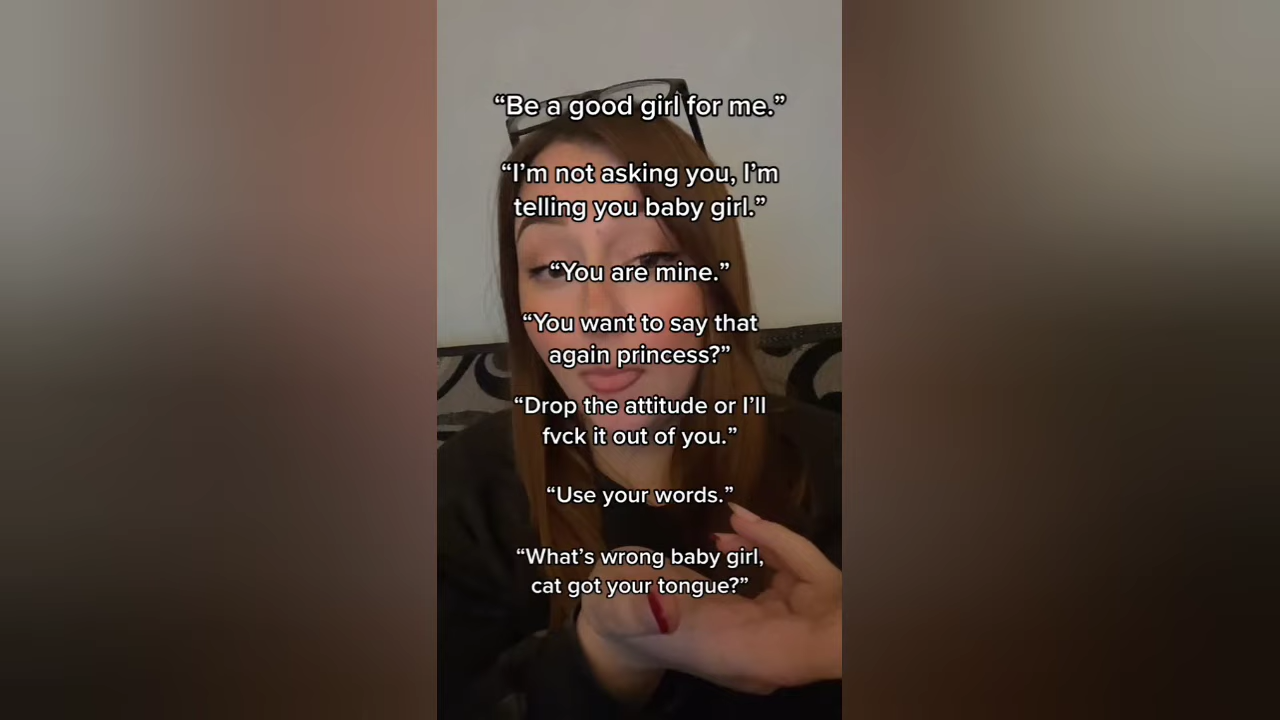 “Be a good girl for me.”
“I’m not asking you, I’m
telling you baby girl.”
“You are mine.”
“You want to say that
again princess?”
“Drop the attitude or I’ll
fvck it out of you.”
“Use your words.”
“What’s wrong baby girl,
cat got your tongue?”